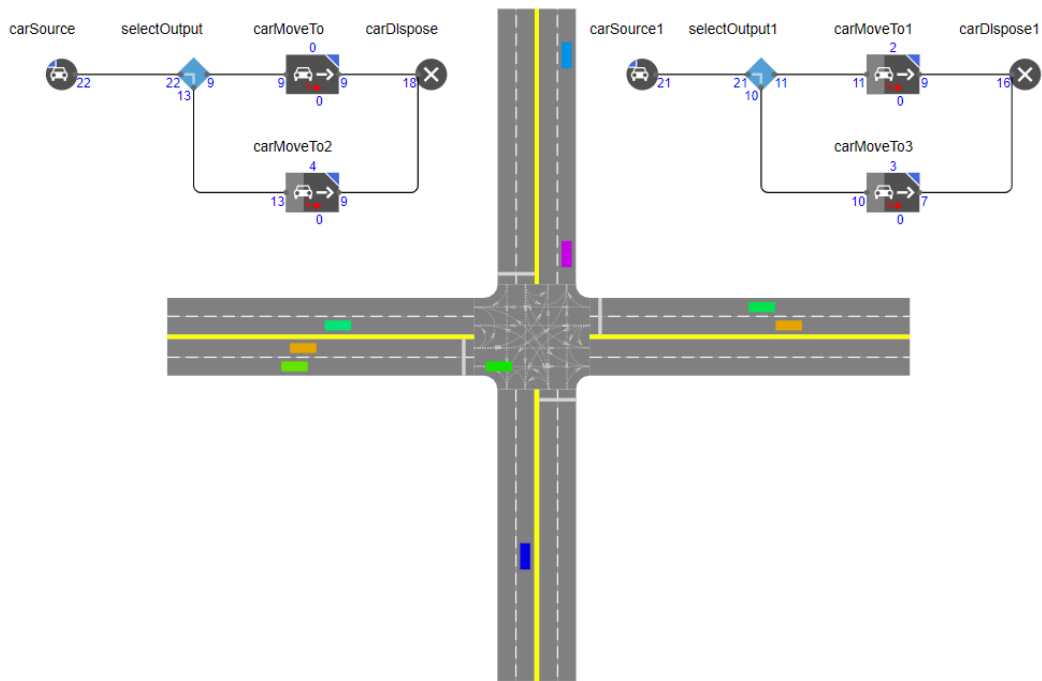 carSource selectOutput carMoveTo carDIspose carSource1 selectOutput1 carMoveTo1 carDIspose1
0 2
22 22 9 9 9 18 21 21 11 11 9 16
13 0 10 0
carMoveTo2 carMoveTo3
4 3
13 9 10 7
0 0